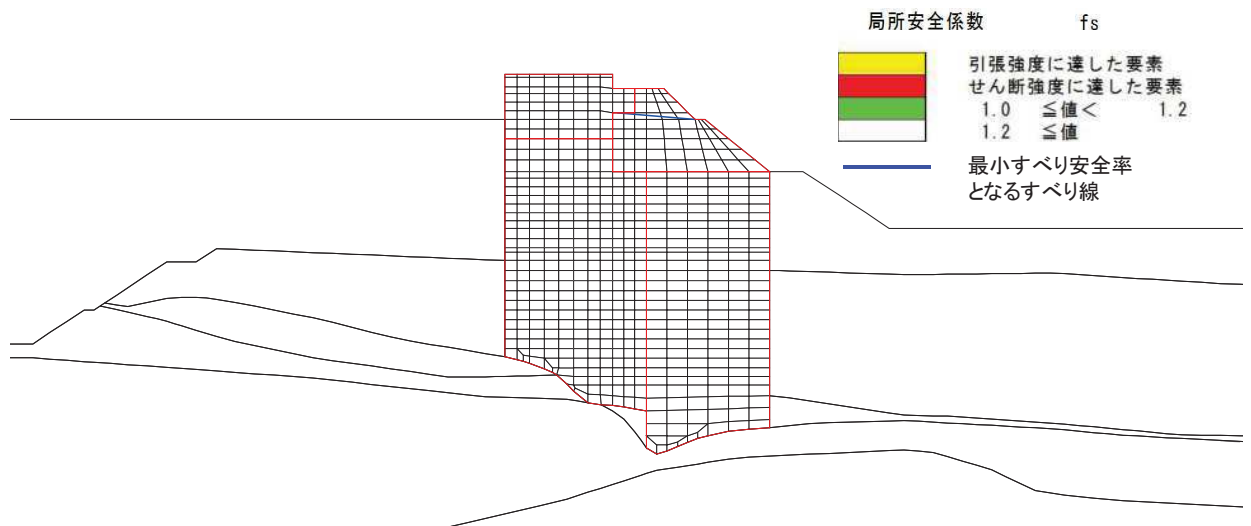 局所安全係数 fs
引張強度に達した要素
せん断強度に達した要素
1.0 ≦値< 1.2
1.2 ≦値
最小すべり安全率
となるすべり線